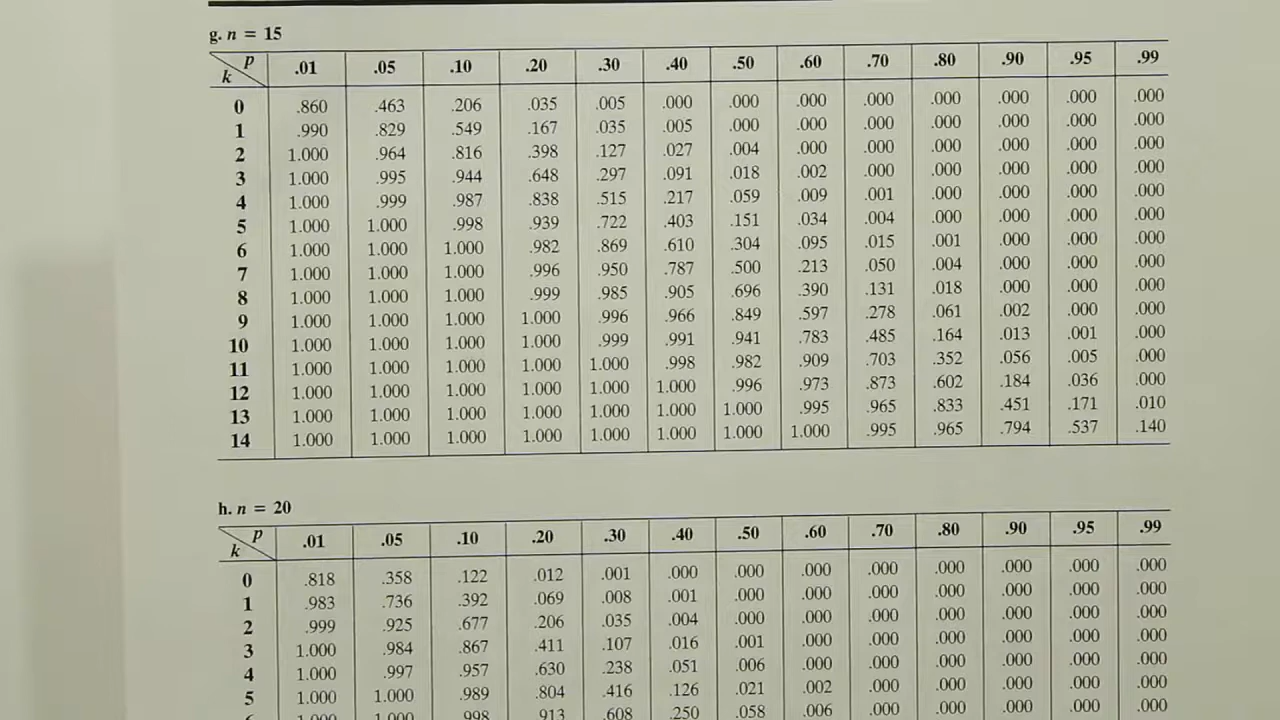 g. n = 15
p
k .01 .05 .10 .20 .30 .40 .50 .60 .70 .80 .90 .95 .99
0 .860 .463 .206 .035 .005 .000 .000 .000 .000 .000 .000 .000 .000
1 .990 .829 .549 .167 .035 .005 .000 .000 .000 .000 .000 .000 .000
2 1.000 .964 .816 .398 .127 .027 .004 .000 .000 .000 .000 .000 .000
3 1.000 .995 .944 .648 .297 .091 .018 .002 .000 .000 .000 .000 .000
4 1.000 .999 .987 .838 .515 .217 .059 .009 .001 .000 .000 .000 .000
5 1.000 1.000 .998 .939 .722 .403 .151 .034 .004 .000 .000 .000 .000
6 1.000 1.000 1.000 .982 .869 .610 .304 .095 .015 .001 .000 .000 .000
7 1.000 1.000 1.000 .996 .950 .787 .500 .213 .050 .004 .000 .000 .000
8 1.000 1.000 1.000 .999 .985 .905 .696 .390 .131 .018 .000 .000 .000
9 1.000 1.000 1.000 1.000 .996 .966 .849 .597 .278 .061 .002 .000 .000
10 1.000 1.000 1.000 1.000 .999 .991 .941 .783 .485 .164 .013 .001 .000
11 1.000 1.000 1.000 1.000 1.000 .998 .982 .909 .703 .352 .056 .005 .000
12 1.000 1.000 1.000 1.000 1.000 1.000 .996 .973 .873 .602 .184 .036 .000
13 1.000 1.000 1.000 1.000 1.000 1.000 1.000 .995 .965 .833 .451 .171 .010
14 1.000 1.000 1.000 1.000 1.000 1.000 1.000 1.000 .995 .965 .794 .537 .140
h. n = 20
p
k .01 .05 .10 .20 .30 .40 .50 .60 .70 .80 .90 .95 .99
0 .818 .358 .122 .012 .001 .000 .000 .000 .000 .000 .000 .000 .000
1 .983 .736 .392 .069 .008 .001 .000 .000 .000 .000 .000 .000 .000
2 .999 .925 .677 .206 .035 .004 .000 .000 .000 .000 .000 .000 .000
3 1.000 .984 .867 .411 .107 .016 .001 .000 .000 .000 .000 .000 .000
4 1.000 .997 .957 .630 .238 .051 .006 .000 .000 .000 .000 .000 .000
5 1.000 1.000 .989 .804 .416 .126 .021 .002 .000 .000 .000 .000 .000
6 1.000 1.000 .998 .913 .608 .250 .058 .006 .000 .000 .000 .000 .000